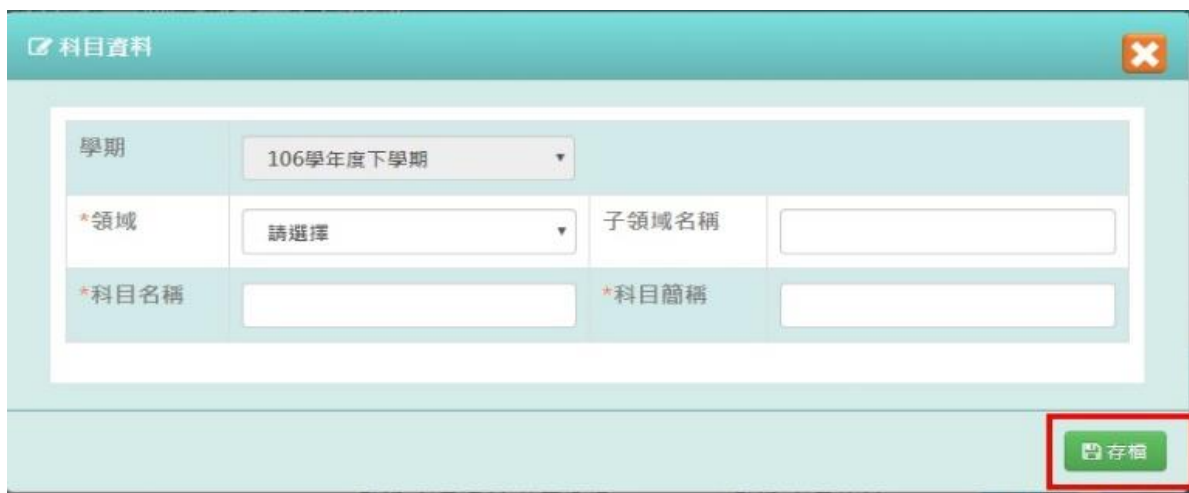 科目資料
學期 106學年度下學期
*領域 請選擇 子領域名稱
*科目名稱 *科目簡稱
存檔